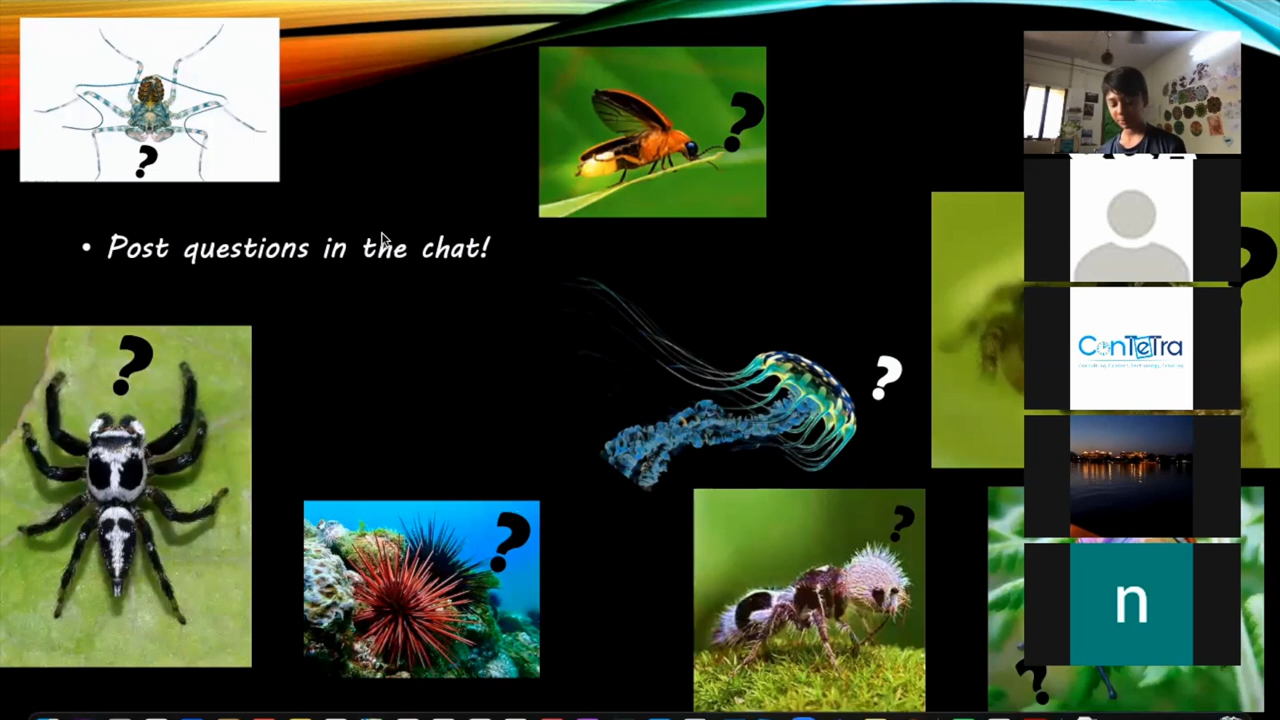 ?
?
• Post questions in the chat!
?
?
?
ConTeTra
?
?
n
?